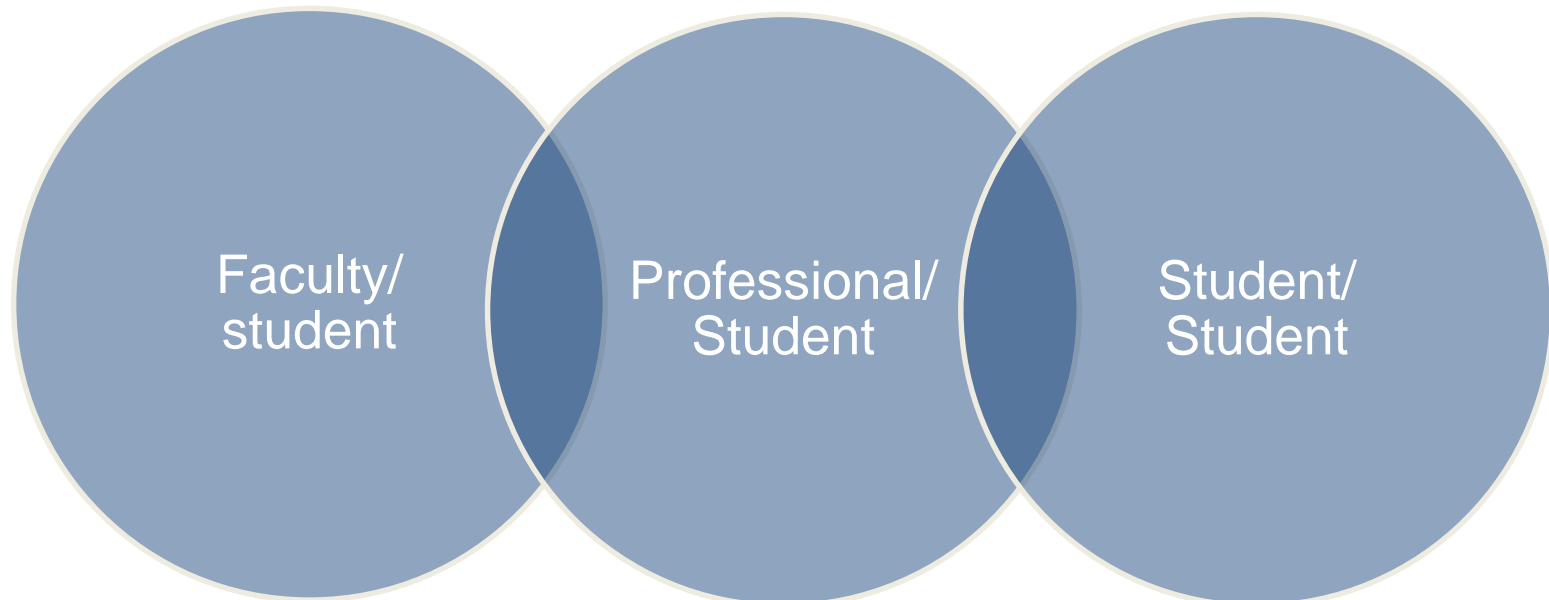 Faculty/
student
Professional/
Student
Student/
Student